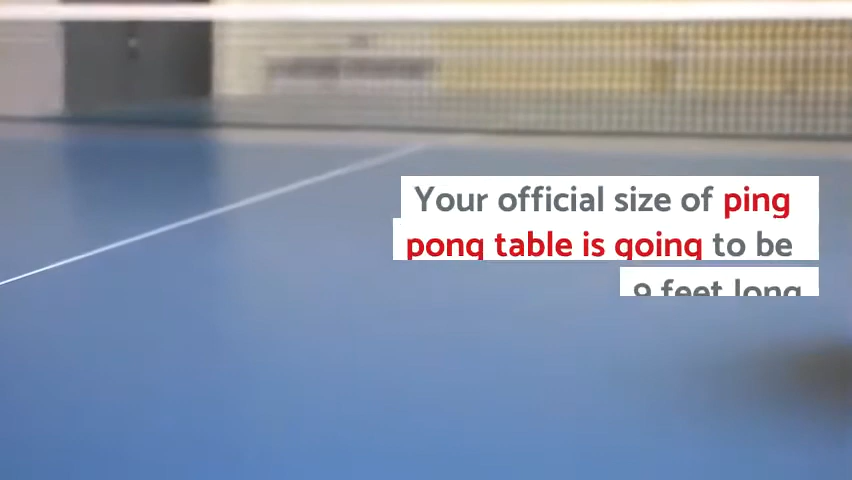 Your official size of ping
pong table is going to be
9 feet long